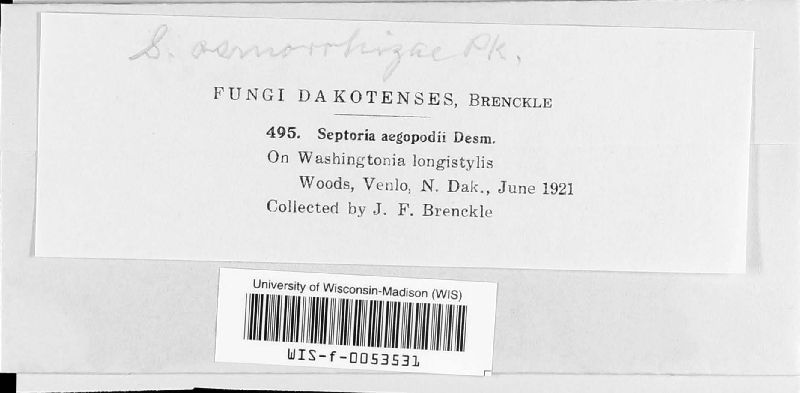 S. osmorrhizae Pk.
FUNGI DAKOTENSES, BRENCKLE
495. Septoria aegopodii Desm.
On Washingtonia longistylis
Woods, Venlo, N. Dak., June 1921
Collected by J. F. Brenckle
University of Wisconsin-Madison (WIS)
WIS-f-0053531